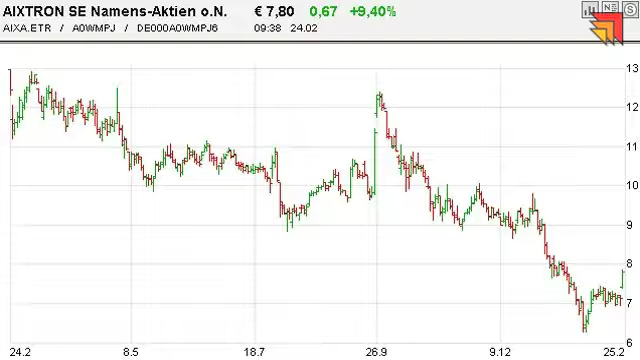 AIXTRON SE Namens-Aktien o.N. € 7,80 0,67 +9,40%
AIXA.ETR / A0WMPJ / DE000A0WMPJ6 09:38 24.02
13
12
11
10
9
8
7
6
24.2 8.5 18.7 26.9 9.12 25.2